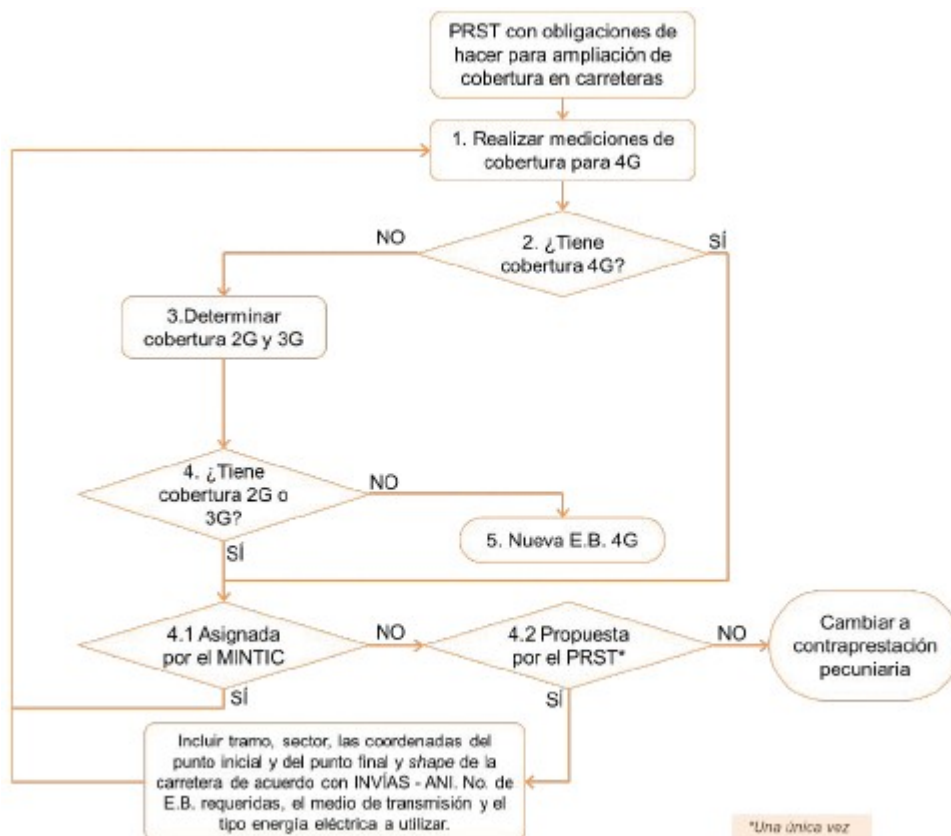 PRST con obligaciones de
hacer para ampliación de
cobertura en carreteras
1. Realizar mediciones de
cobertura para 4G
NO
SÍ
2. ¿Tiene
cobertura 4G?
3.Determinar
cobertura 2G y 3G
4. ¿Tiene
cobertura 2G o
3G?
NO
SÍ
5. Nueva E.B. 4G
4.1 Asignada
por el MINTIC
NO
SÍ
4.2 Propuesta
por el PRST*
NO
SÍ
Cambiar a
contraprestación
pecuniaria
Incluir tramo, sector, las coordenadas del
punto inicial y del punto final y shape de la
carretera de acuerdo con INVÍAS - ANI. No. de
E.B. requeridas, el medio de transmisión y el
tipo energía eléctrica a utilizar.
*Una única vez